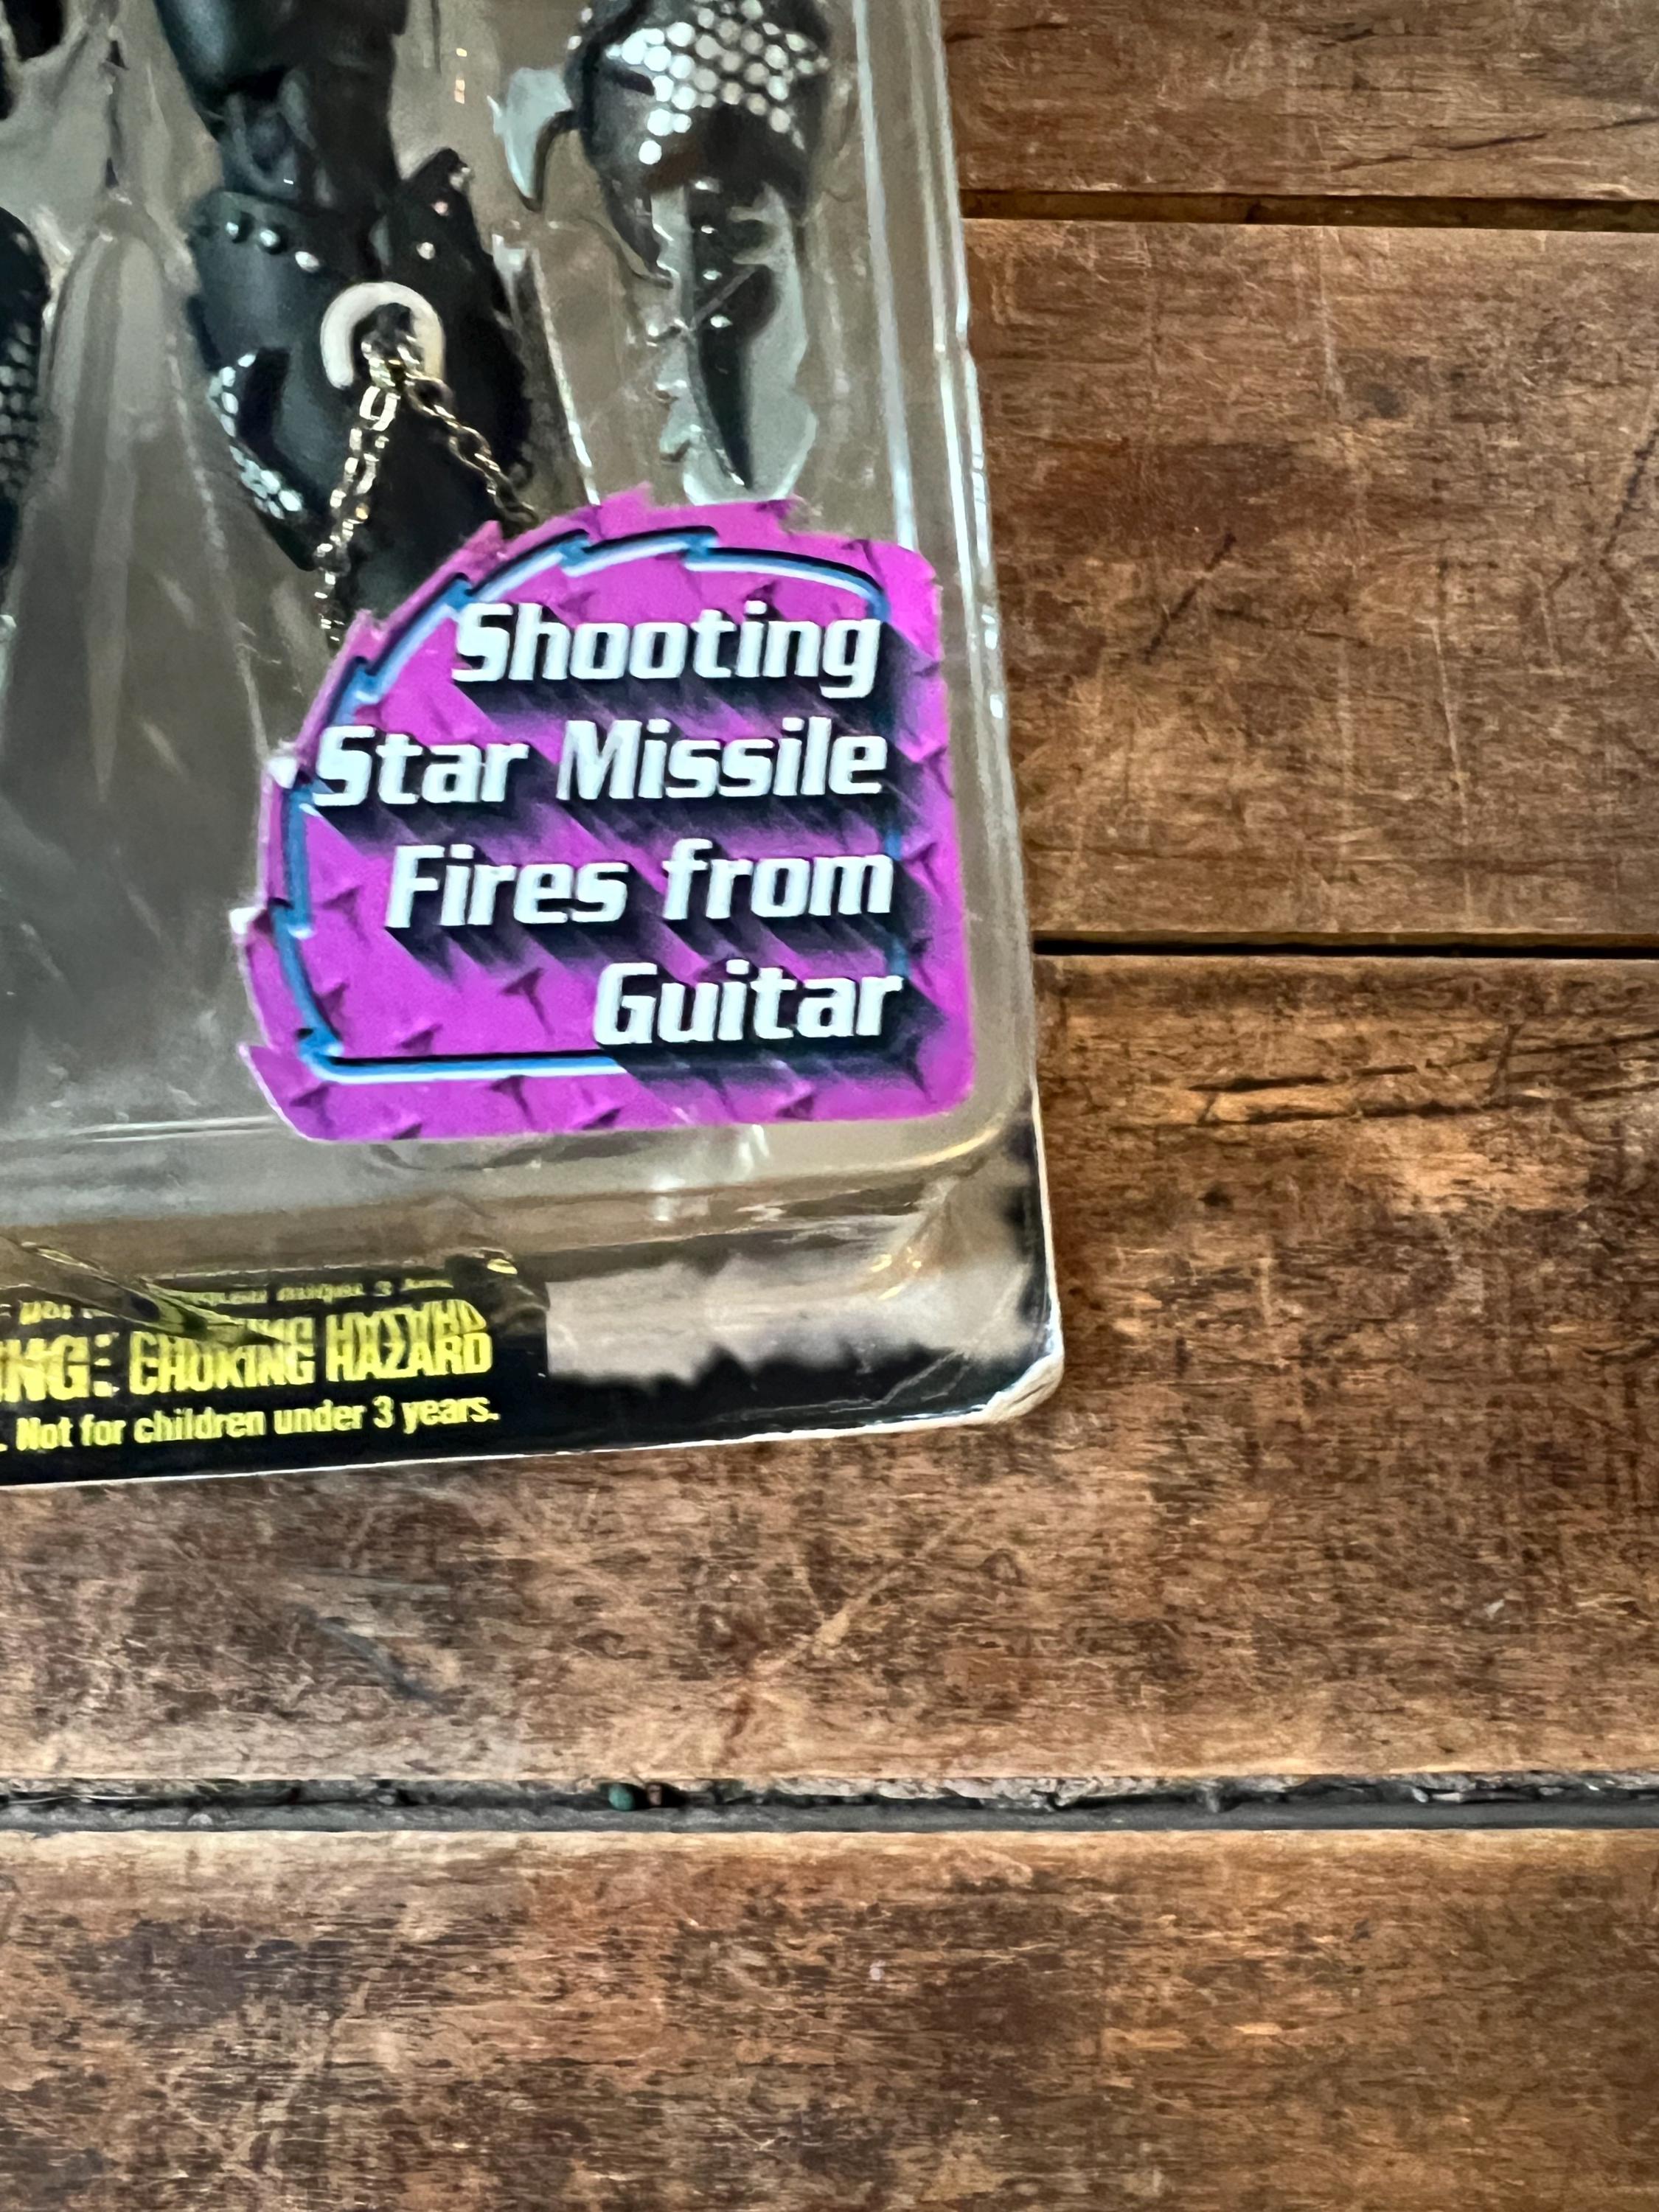 Shooting
Star Missile
Fires from
Guitar
CHOKING HAZARD
. Not for children under 3 years.